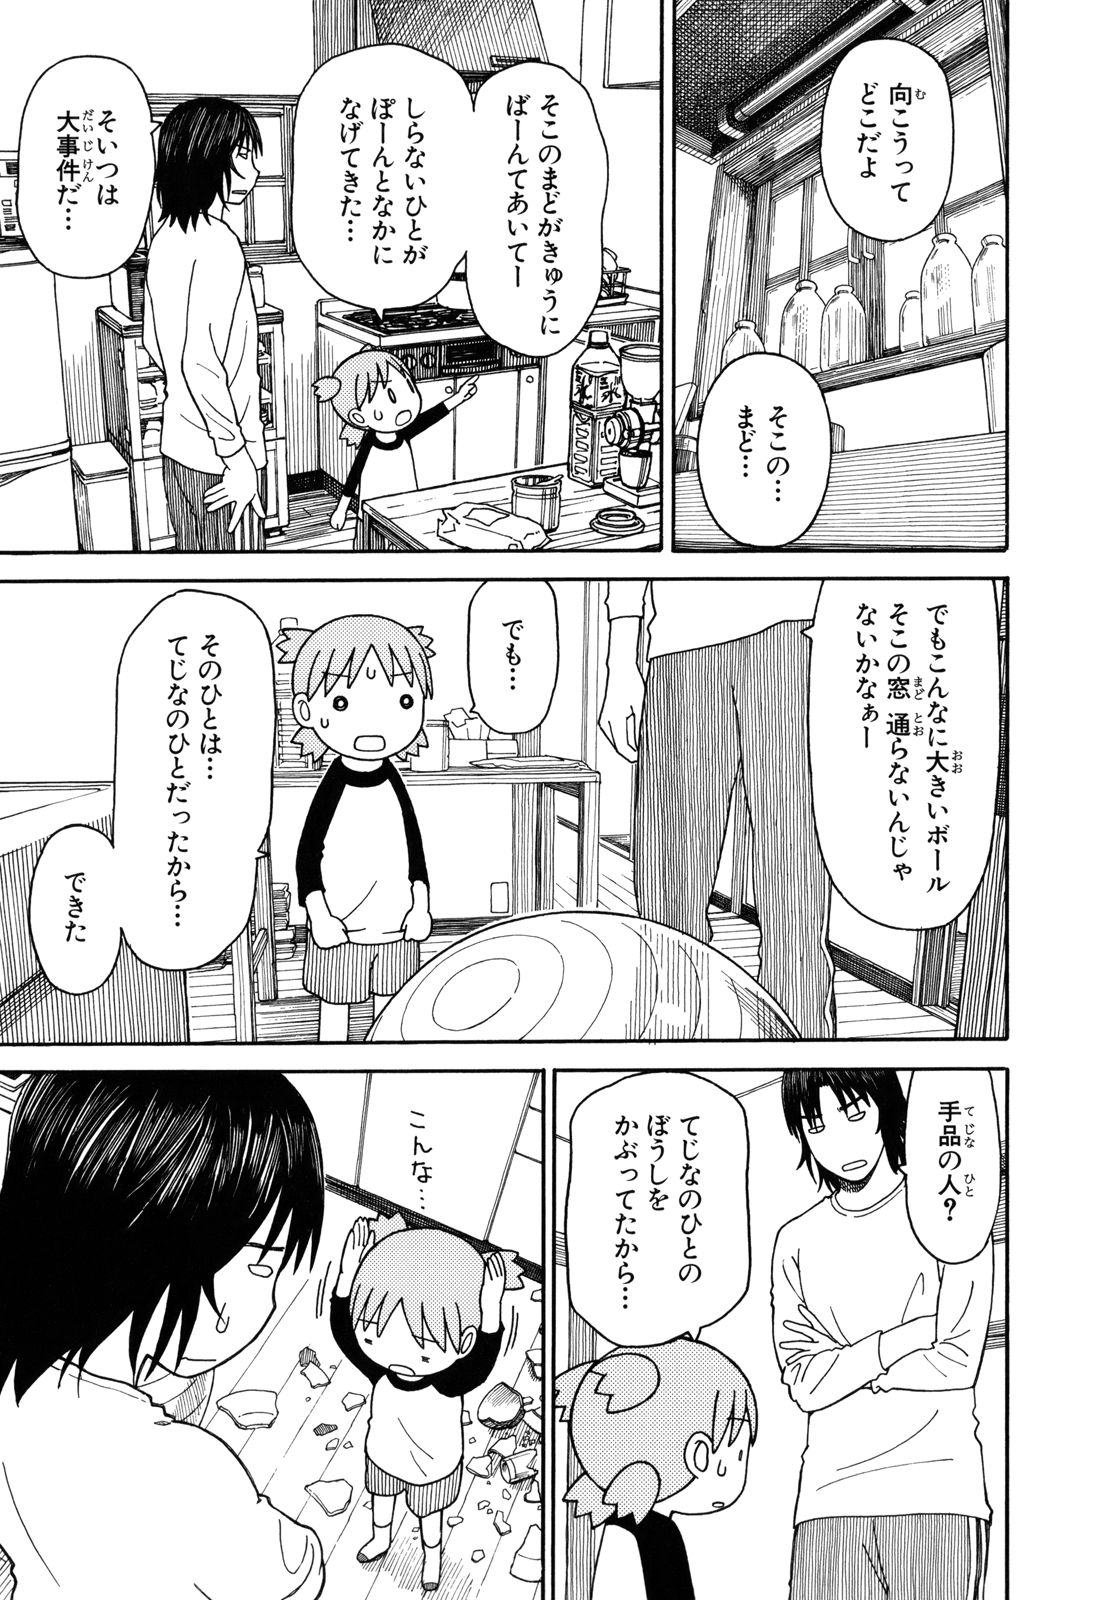 向こうって
どこだよ
そこの…
まど…
そこのまどがきゅうに
ばーんてあいてー
しらないひとが
ぽーんとなかに
なげてきた…
そいつは
大事件だ…
でもこんなに大きいボール
そこの窓 通らないんじゃ
ないかなぁー
でも…
そのひとは…
てじなのひとだったから…
できた
手品の人?
てじなのひとの
ぼうしを
かぶってたから…
こんな…